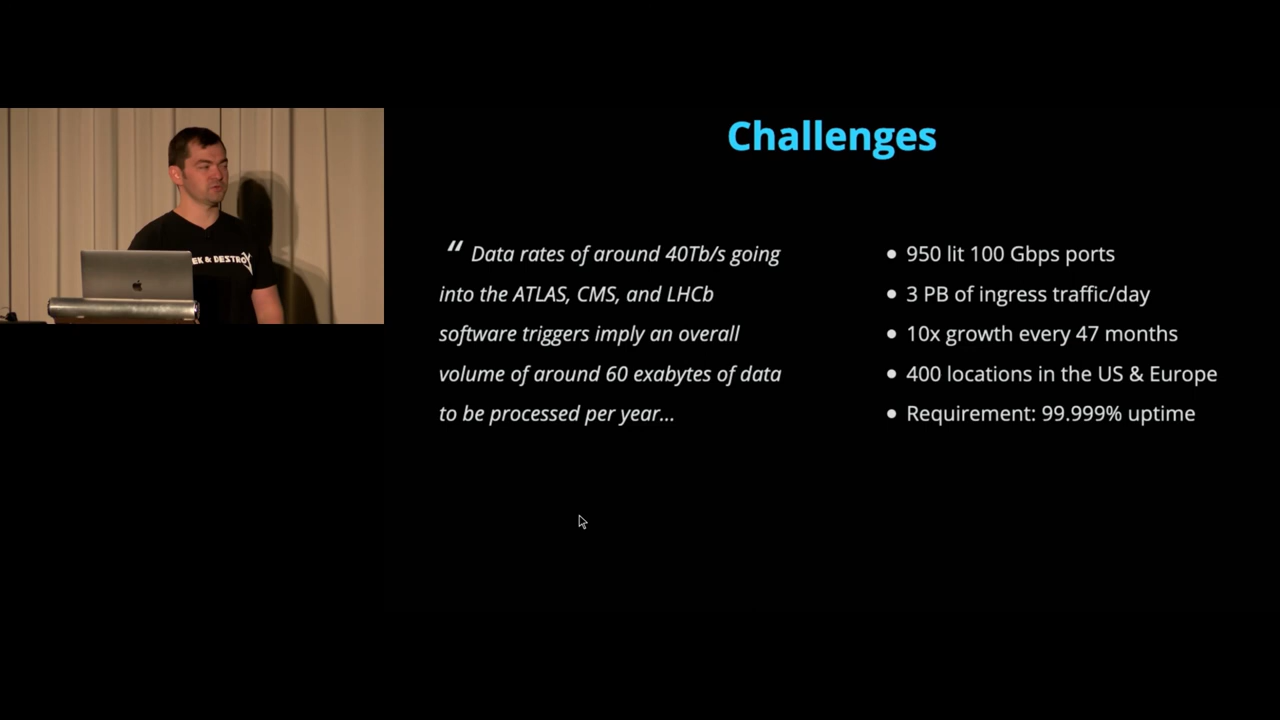 Challenges
“ Data rates of around 40Tb/s going
into the ATLAS, CMS, and LHCb
software triggers imply an overall
volume of around 60 exabytes of data
to be processed per year...
• 950 lit 100 Gbps ports
• 3 PB of ingress traffic/day
• 10x growth every 47 months
• 400 locations in the US & Europe
• Requirement: 99.999% uptime
& DESTROY